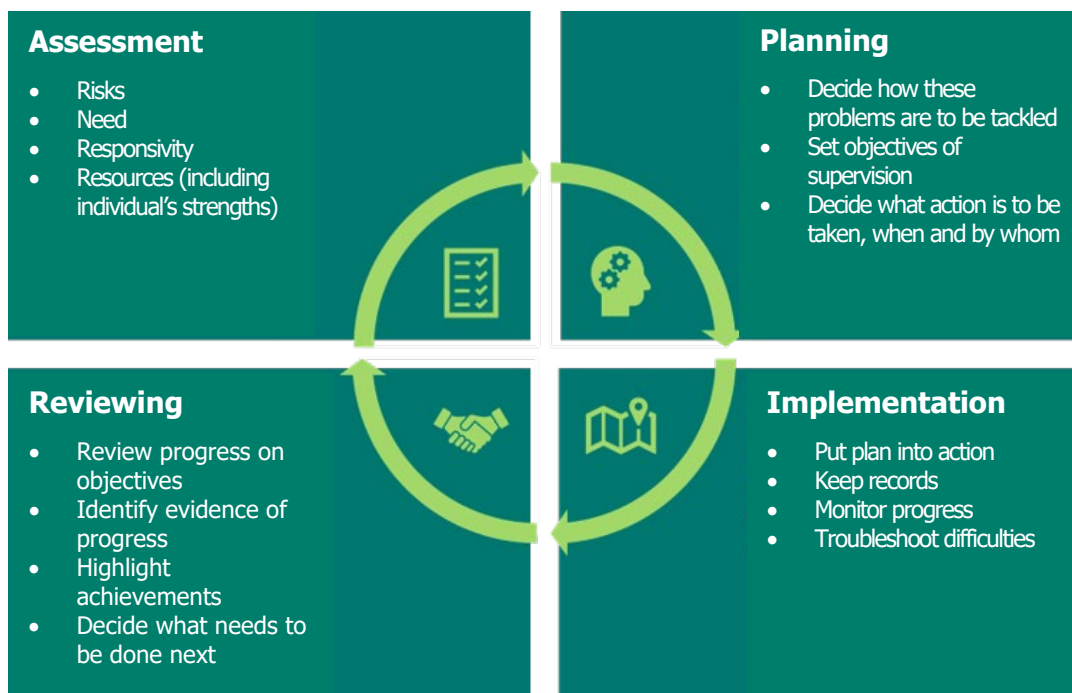 Assessment
• Risks
• Need
• Responsivity
• Resources (including
individual's strengths)
Planning
• Decide how these
problems are to be tackled
• Set objectives of
supervision
• Decide what action is to be
taken, when and by whom
Reviewing
• Review progress on
objectives
• Identify evidence of
progress
• Highlight
achievements
• Decide what needs to
be done next
Implementation
• Put plan into action
• Keep records
• Monitor progress
• Troubleshoot difficulties